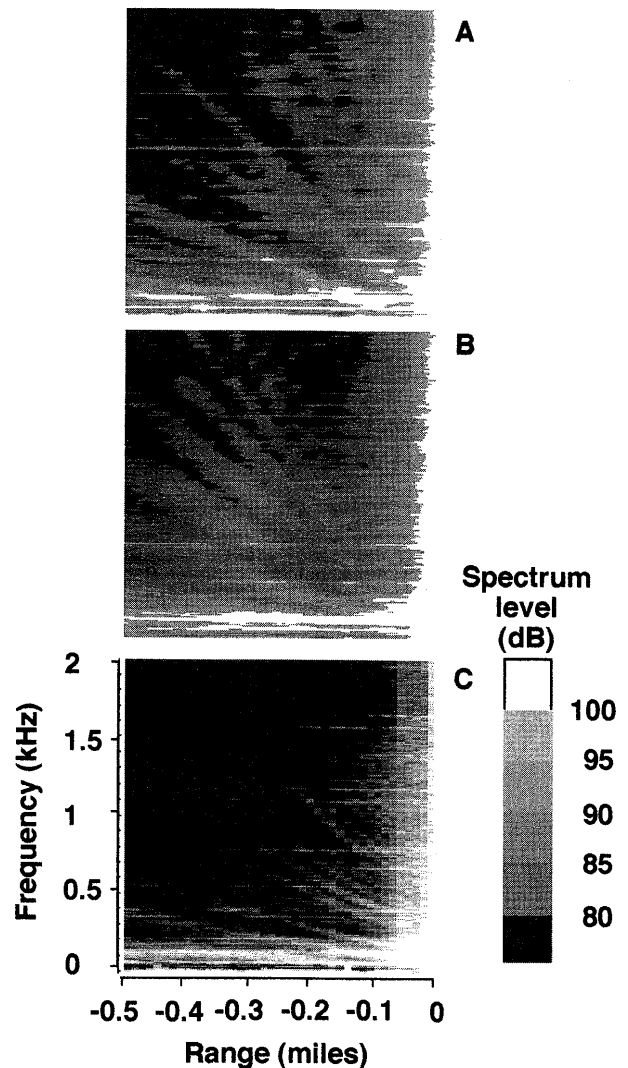 A
B
C
Spectrum
level
(dB)
100
95
90
85
80
2
1.5
1
0.5
0
Frequency (kHz)
-0.5 -0.4 -0.3 -0.2 -0.1 0
Range (miles)